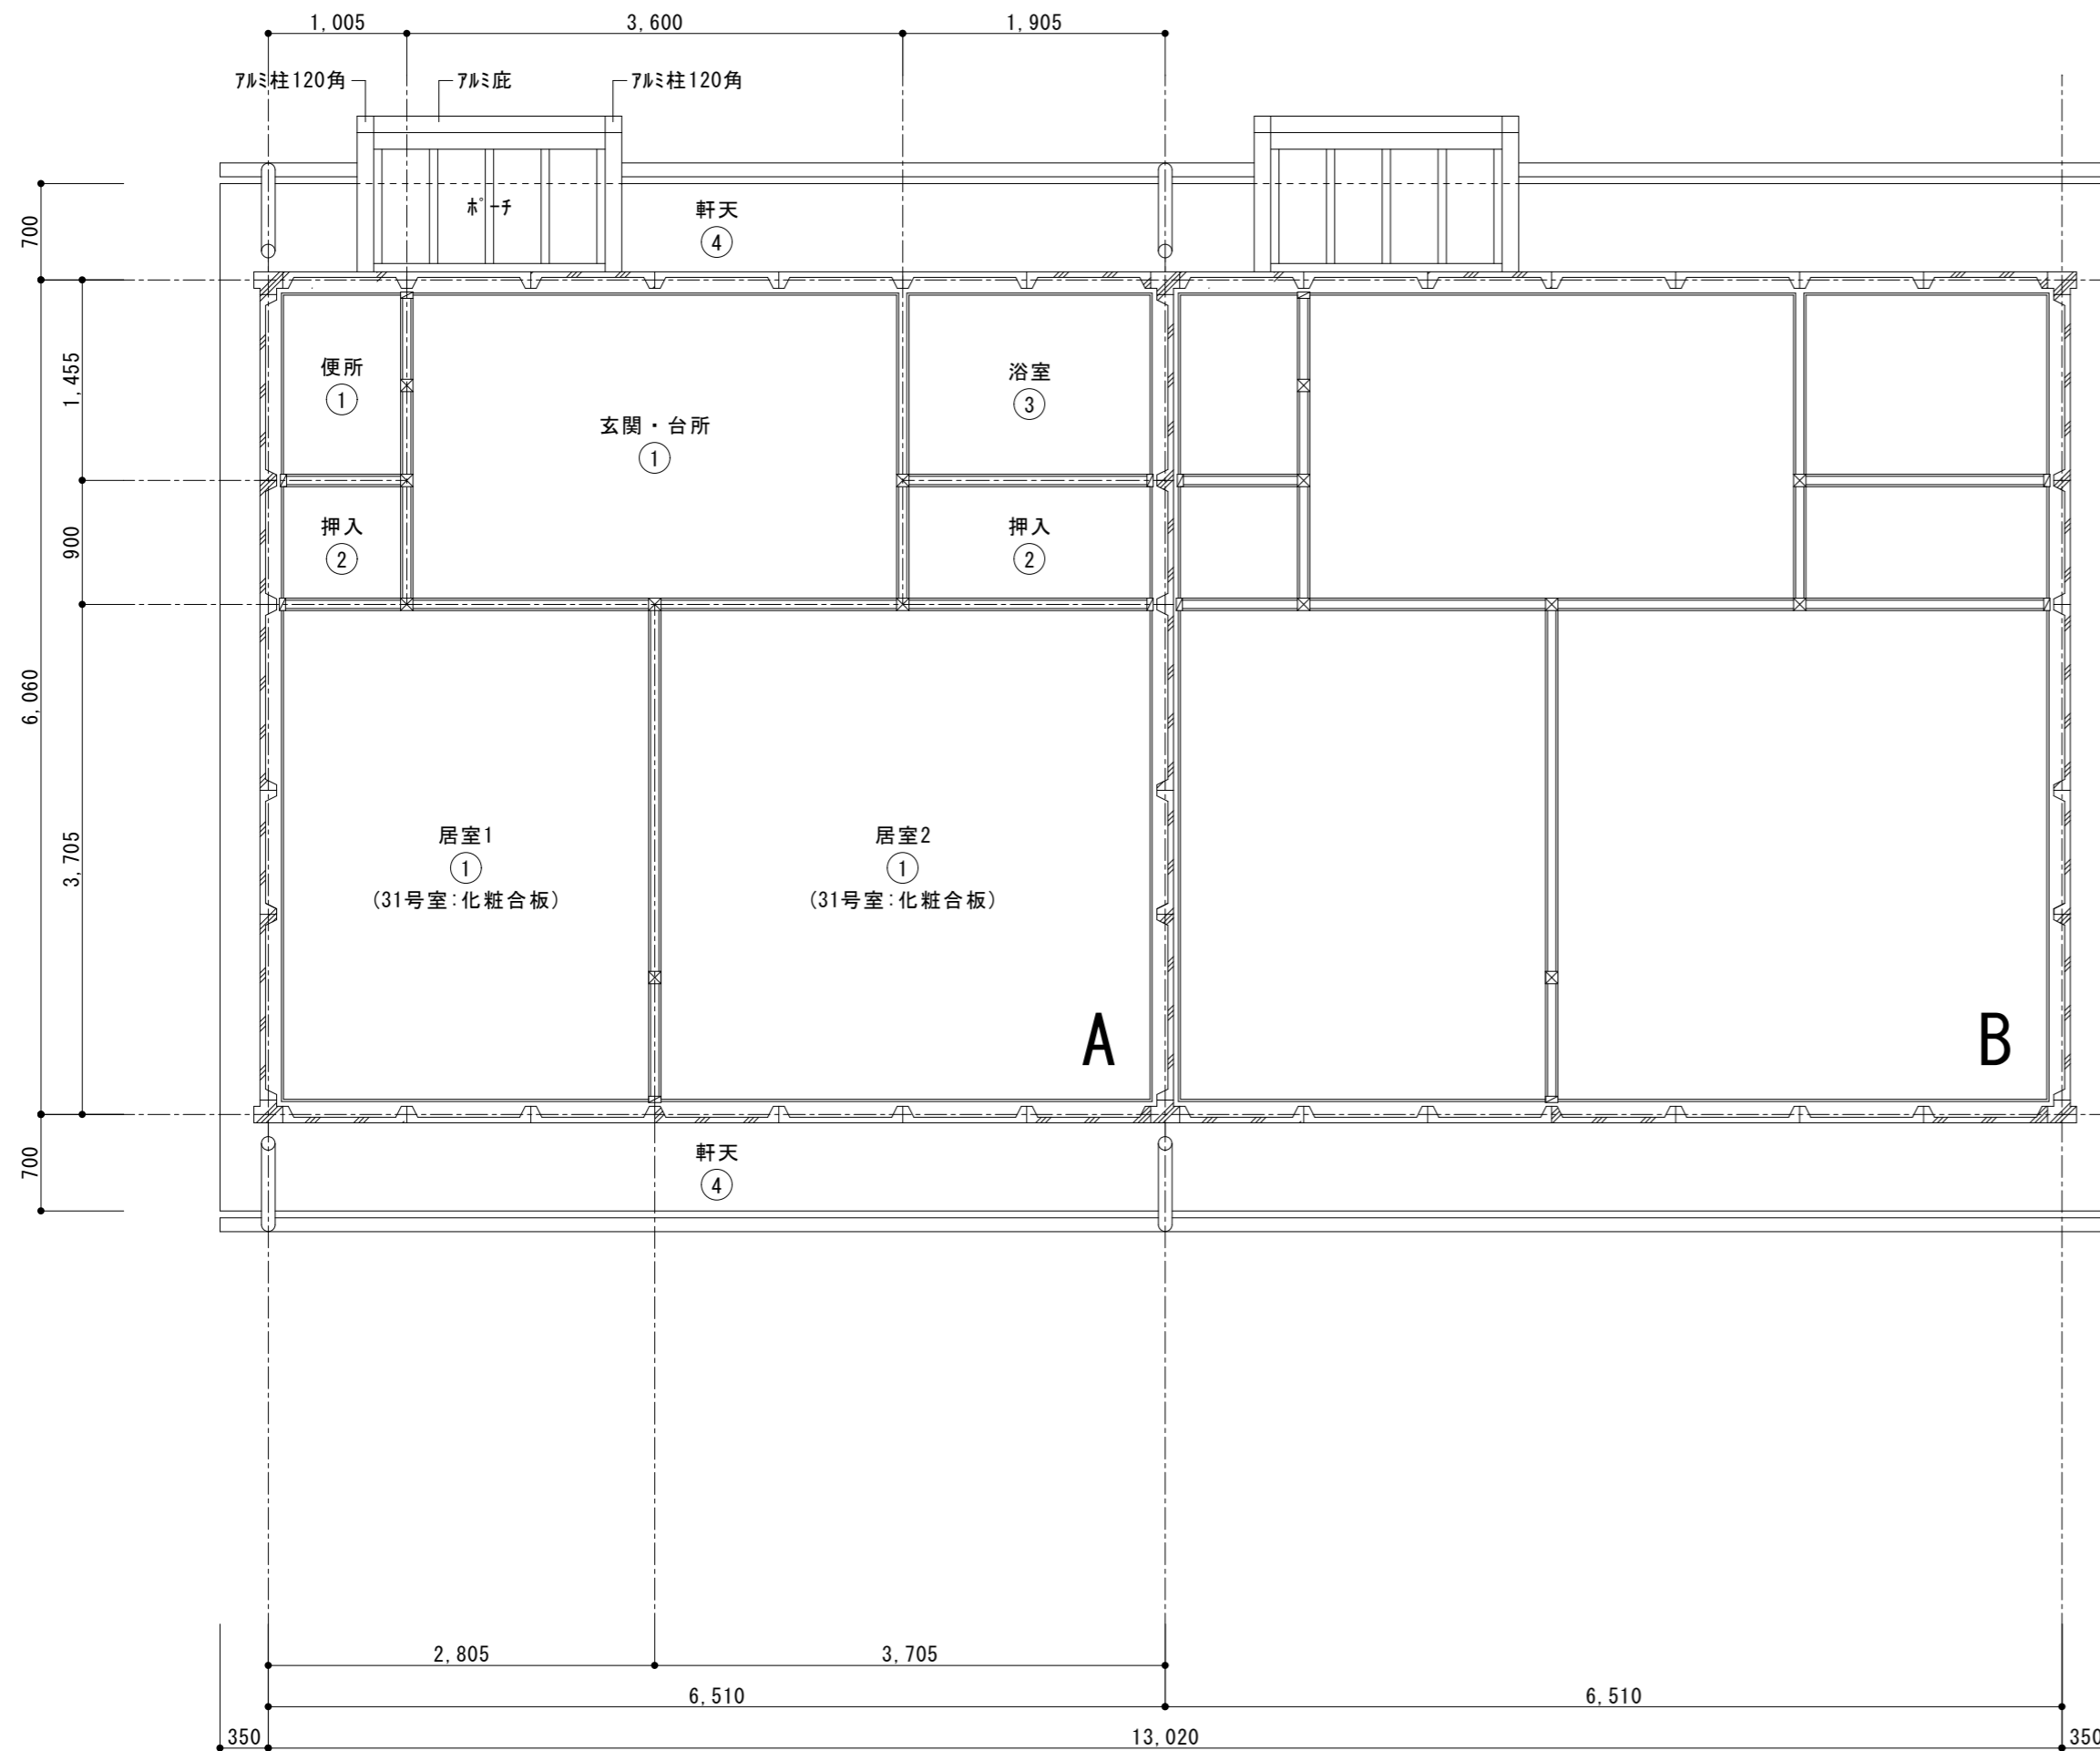 1,005
3,600
1,905
ｱﾙﾐ柱120角
ｱﾙﾐ庇
ｱﾙﾐ柱120角
ﾎﾟｰﾁ
軒天
④
700
便所
①
浴室
③
玄関・台所
①
1,455
押入
②
押入
②
900
6,060
3,705
居室1
①
(31号室:化粧合板)
居室2
①
(31号室:化粧合板)
A
B
軒天
④
700
2,805
3,705
6,510
6,510
350
13,020
350